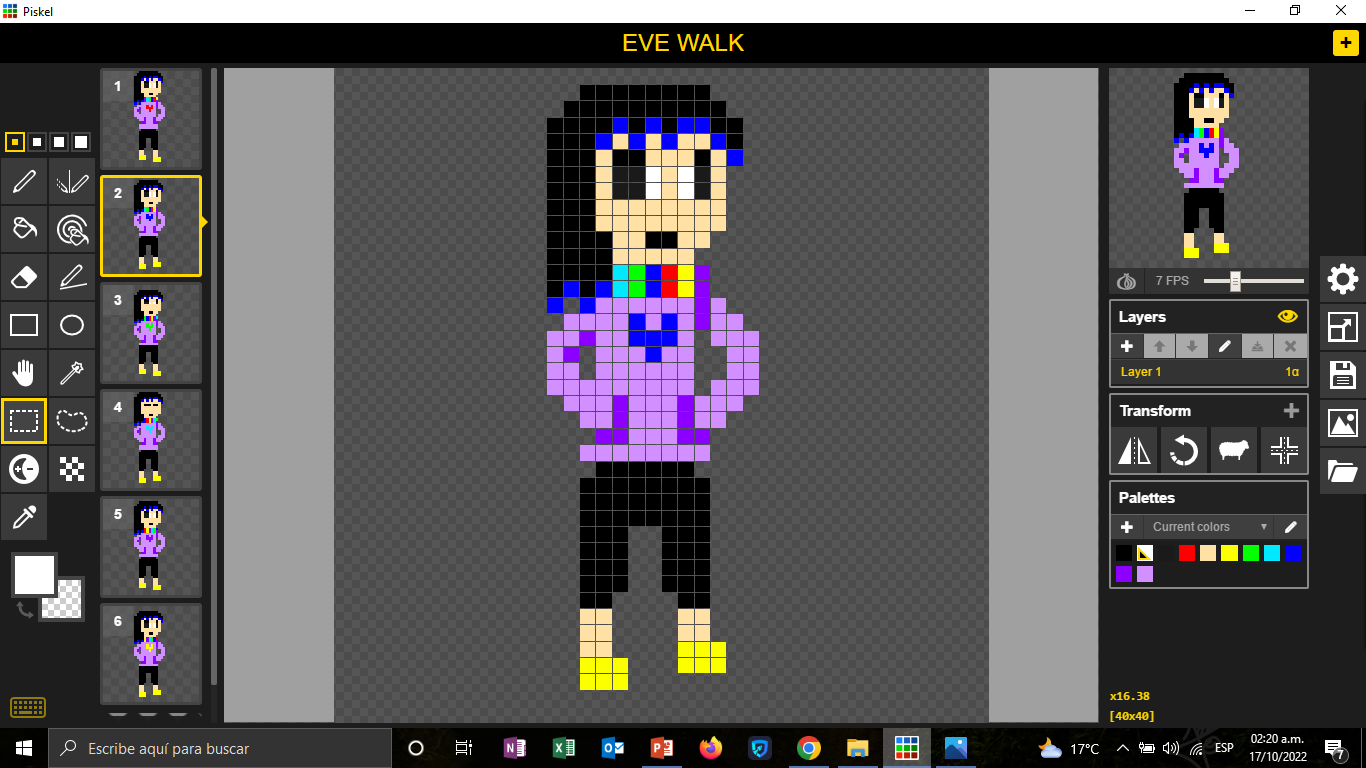 Piskel
EVE WALK
1
2
3
4
5
6
7 FPS
Layers
Layer 1
1α
Transform
Palettes
Current colors
x16.38
[40x40]
Escribe aquí para buscar
17°C
ESP
02:20 a.m.
17/10/2022
7